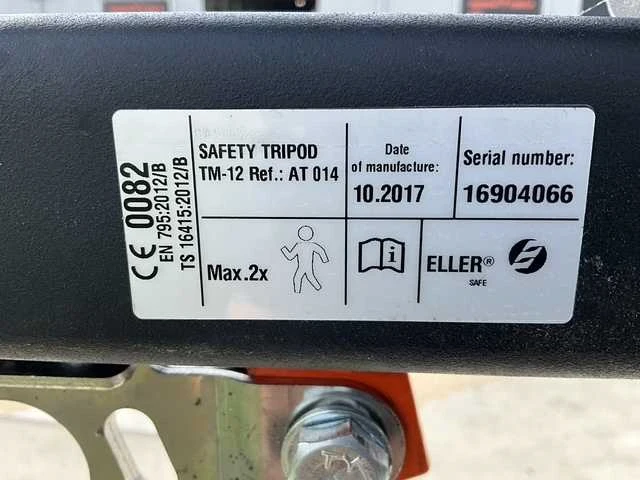 CE 0082
EN 795:2012/B
TS 16415:2012/B
SAFETY TRIPOD
TM-12 Ref.: AT 014
Date
of manufacture:
10.2017
Serial number:
16904066
Max.2x
i
ELLER®
SAFE